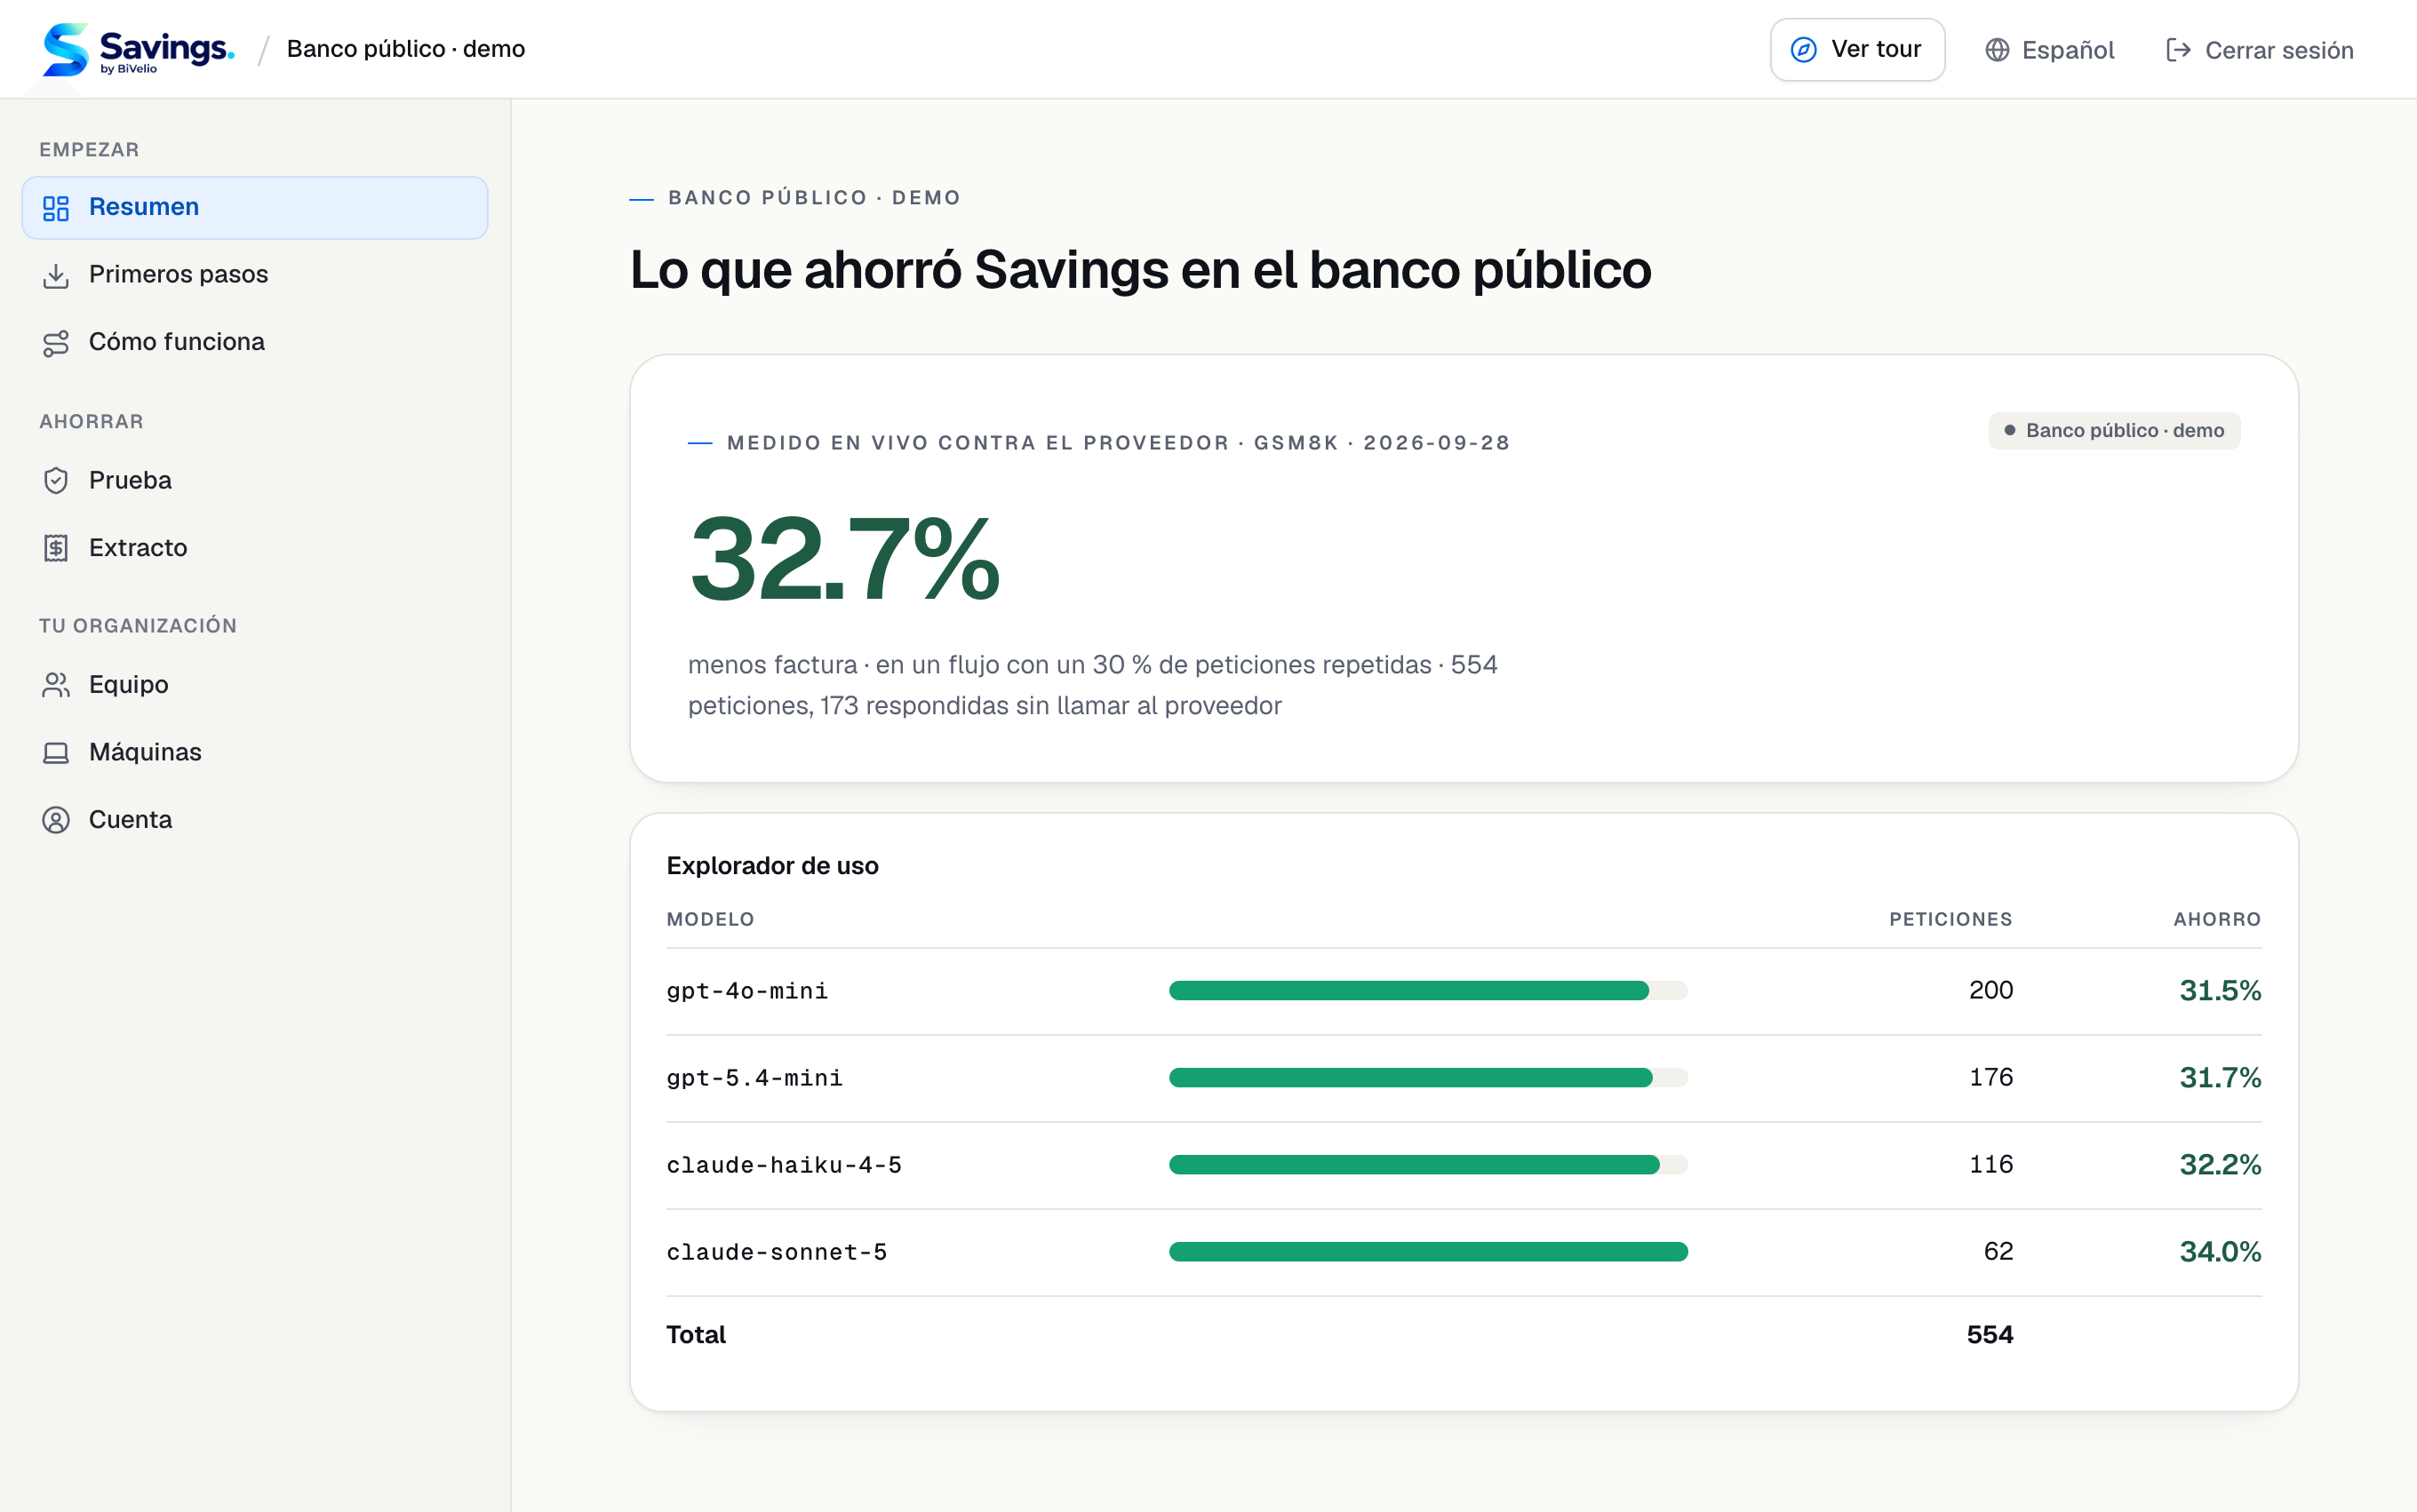 Savings.
by BiVelio
/ Banco público · demo
Ver tour
Español
Cerrar sesión
EMPEZAR
Resumen
Primeros pasos
Cómo funciona
AHORRAR
Prueba
Extracto
TU ORGANIZACIÓN
Equipo
Máquinas
Cuenta
BANCO PÚBLICO · DEMO
Lo que ahorró Savings en el banco público
MEDIDO EN VIVO CONTRA EL PROVEEDOR · GSM8K · 2026-09-28
Banco público · demo
32.7%
menos factura · en un flujo con un 30 % de peticiones repetidas · 554
peticiones, 173 respondidas sin llamar al proveedor
Explorador de uso
MODELO PETICIONES AHORRO
gpt-4o-mini 200 31.5%
gpt-5.4-mini 176 31.7%
claude-haiku-4-5 116 32.2%
claude-sonnet-5 62 34.0%
Total 554